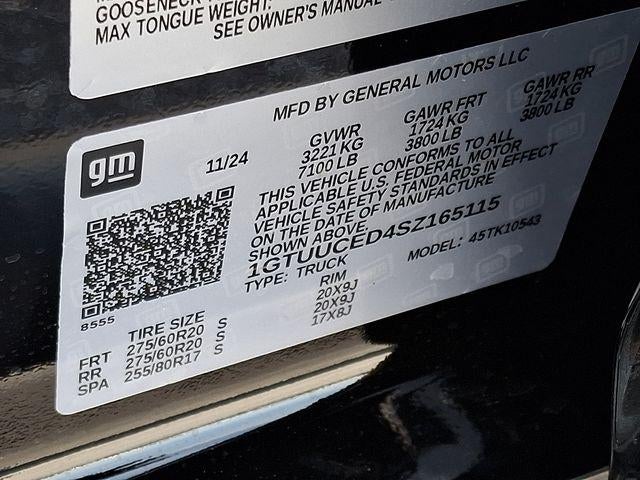 GOOSENECK
MAX TONGUE WEIGHT:
SEE OWNER'S MANUAL
MFD BY GENERAL MOTORS LLC
gm
11/24
GVWR GAWR FRT GAWR RR
3221 KG 1724 KG 1724 KG
7100 LB 3800 LB 3800 LB
THIS VEHICLE CONFORMS TO ALL
APPLICABLE U.S. FEDERAL MOTOR
VEHICLE SAFETY STANDARDS IN EFFECT
ON THE DATE OF MANUFACTURE
SHOWN ABOVE.
1GTUUCED4SZ165115
TYPE: TRUCK MODEL: 45TK10543
8555
TIRE SIZE RIM
FRT 275/60R20 S 20X9J
RR 275/60R20 S 20X9J
SPA 255/80R17 S 17X8J